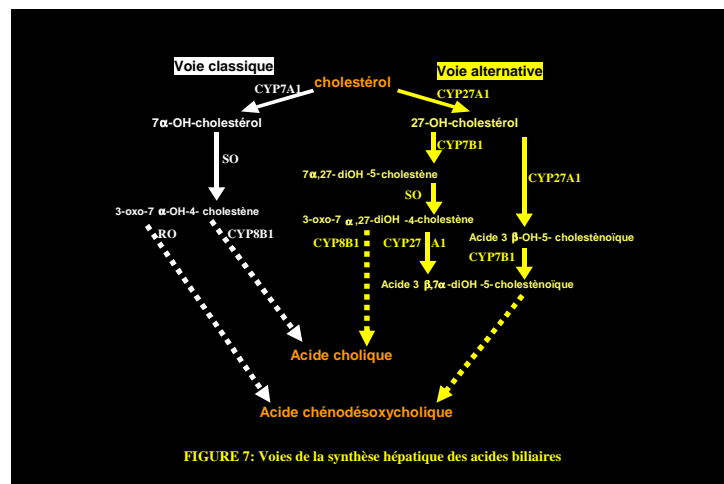 Voie classique
Voie alternative
cholestérol
CYP7A1
CYP27A1
7α-OH-cholestérol
27-OH-cholestérol
CYP7B1
SO
7α,27- diOH -5- cholestène
CYP27A1
SO
3-oxo-7 α-OH-4- cholestène
3-oxo-7 α ,27-diOH -4-cholestène
RO
CYP8B1
CYP8B1
CYP27 A1
Acide 3 β-OH-5- cholestènoïque
CYP7B1
Acide 3 β,7α-diOH -5-cholestènoïque
Acide cholique
Acide chénodésoxycholique
FIGURE 7: Voies de la synthèse hépatique des acides biliaires